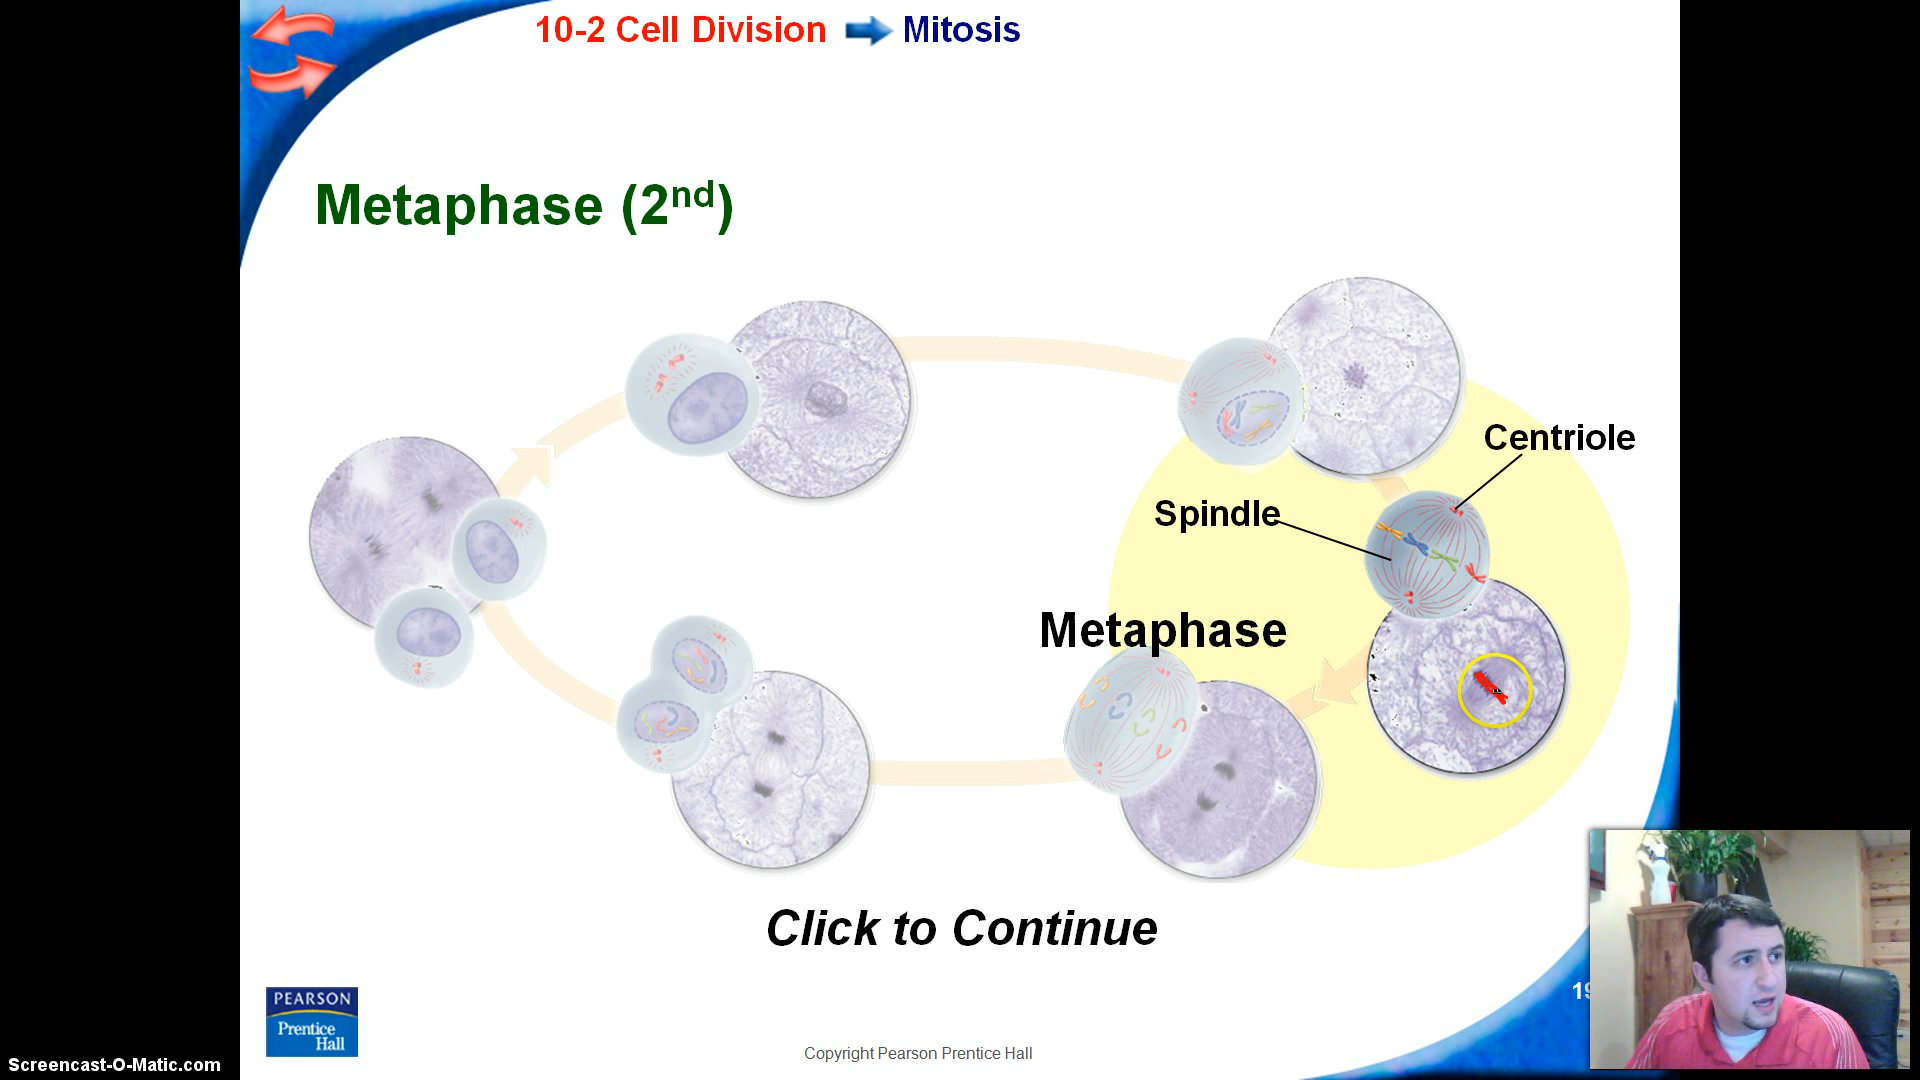 10-2 Cell Division Mitosis
Metaphase (2nd)
Centriole
Spindle
Metaphase
Click to Continue
19
PEARSON
Prentice
Hall
Copyright Pearson Prentice Hall
Screencast-O-Matic.com